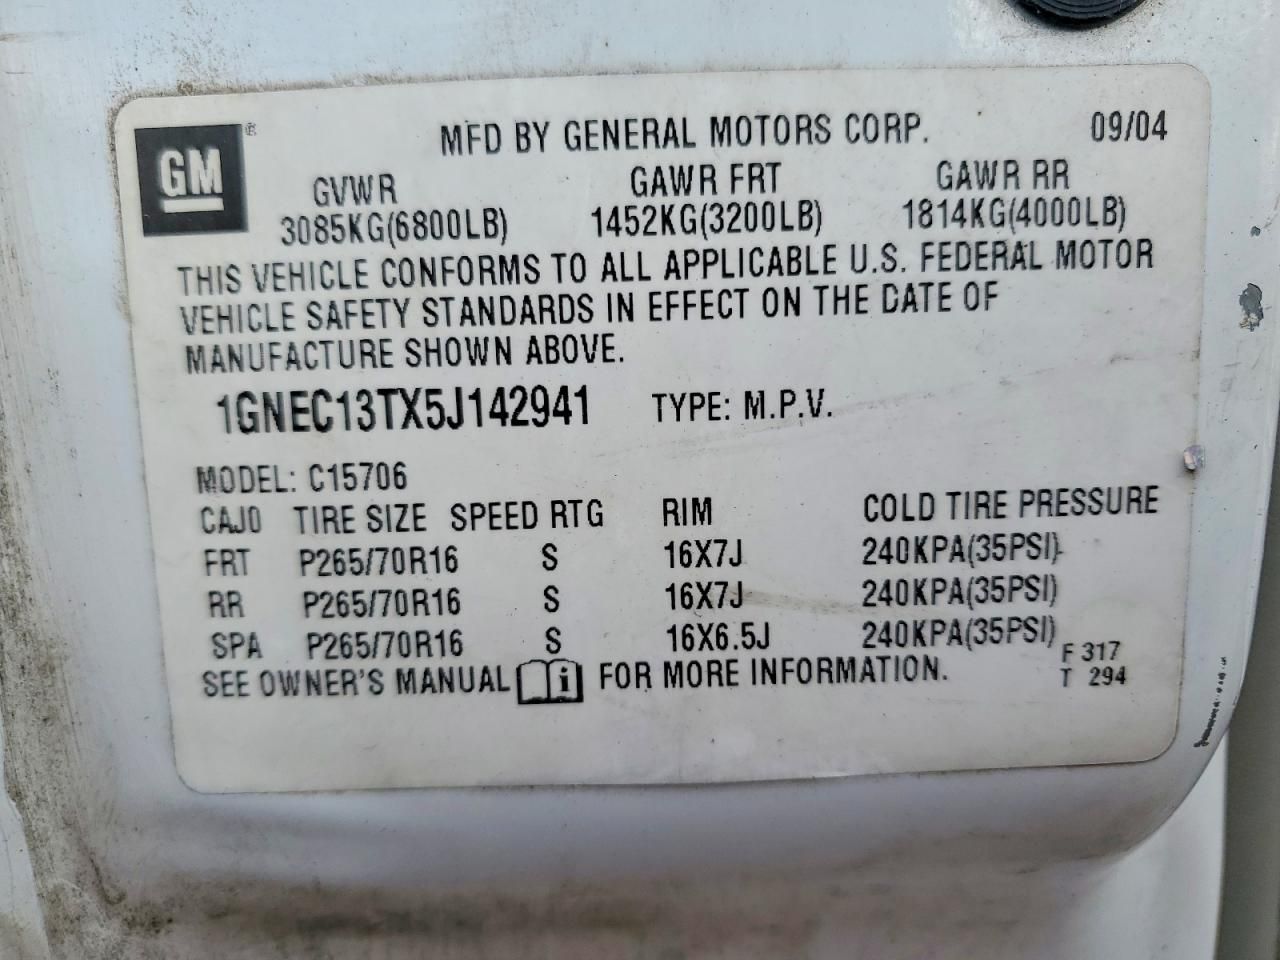 GM®
MFD BY GENERAL MOTORS CORP. 09/04
GVWR GAWR FRT GAWR RR
3085KG(6800LB) 1452KG(3200LB) 1814KG(4000LB)
THIS VEHICLE CONFORMS TO ALL APPLICABLE U.S. FEDERAL MOTOR
VEHICLE SAFETY STANDARDS IN EFFECT ON THE DATE OF
MANUFACTURE SHOWN ABOVE.
1GNEC13TX5J142941 TYPE: M.P.V.
MODEL: C15706
CAJO TIRE SIZE SPEED RTG RIM COLD TIRE PRESSURE
FRT P265/70R16 S 16X7J 240KPA(35PSI)
RR P265/70R16 S 16X7J 240KPA(35PSI)
SPA P265/70R16 S 16X6.5J 240KPA(35PSI)
SEE OWNER'S MANUAL i FOR MORE INFORMATION.
F 317
T 294